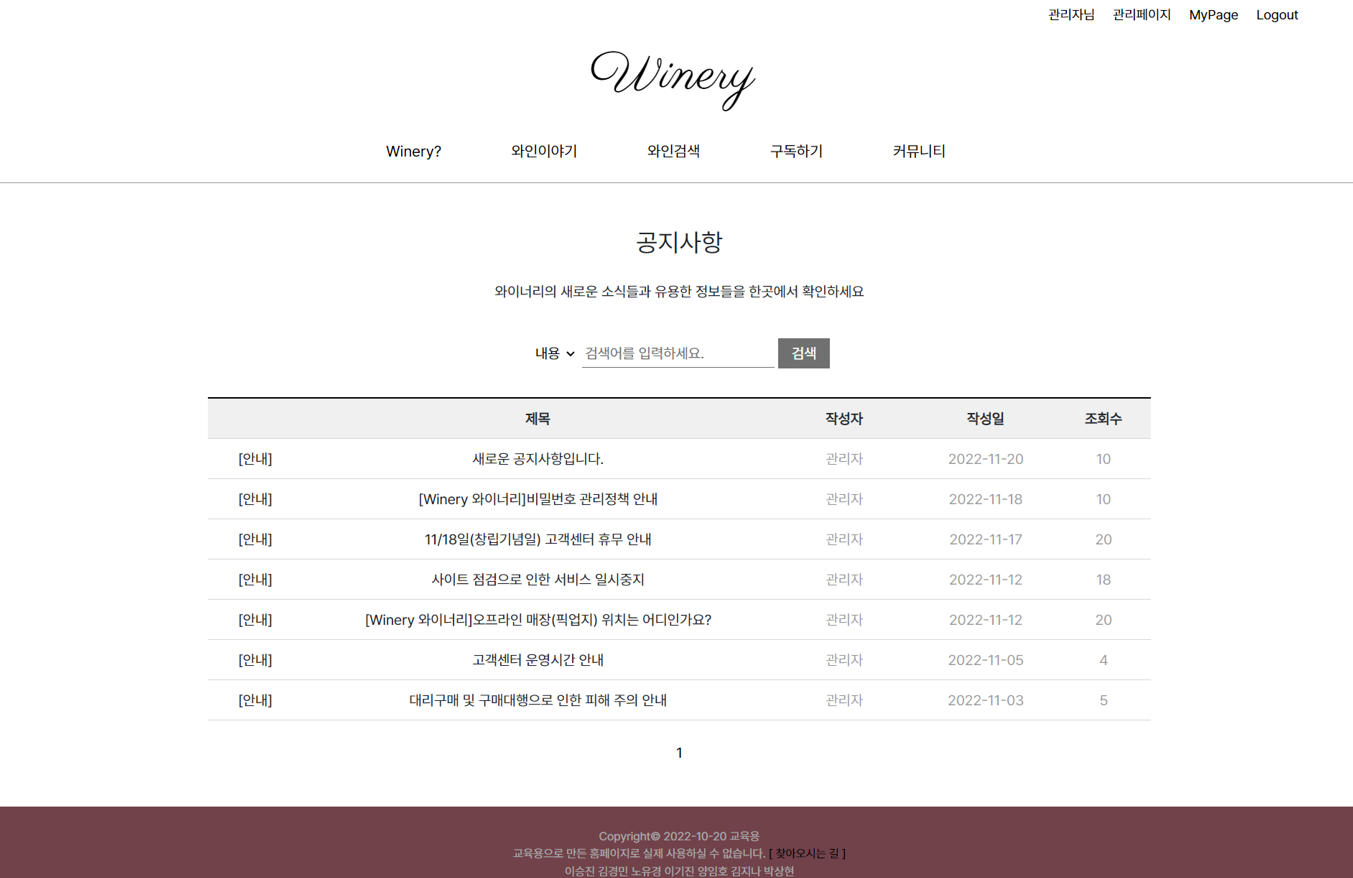 관리자님 관리페이지 MyPage Logout
Winery
Winery? 와인이야기 와인검색 구독하기 커뮤니티
공지사항
와이너리의 새로운 소식들과 유용한 정보들을 한곳에서 확인하세요
내용 검색어를 입력하세요. 검색
제목 작성자 작성일 조회수
[안내] 새로운 공지사항입니다. 관리자 2022-11-20 10
[안내] [Winery 와이너리]비밀번호 관리정책 안내 관리자 2022-11-18 10
[안내] 11/18일(창립기념일) 고객센터 휴무 안내 관리자 2022-11-17 20
[안내] 사이트 점검으로 인한 서비스 일시중지 관리자 2022-11-12 18
[안내] [Winery 와이너리]오프라인 매장(픽업지) 위치는 어디인가요? 관리자 2022-11-12 20
[안내] 고객센터 운영시간 안내 관리자 2022-11-05 4
[안내] 대리구매 및 구매대행으로 인한 피해 주의 안내 관리자 2022-11-03 5
1
Copyright© 2022-10-20 교육용
교육용으로 만든 홈페이지로 실제 사용하실 수 없습니다. [ 찾아오시는 길 ]
이승진 김경민 노유경 이기진 양임호 김지나 박상현